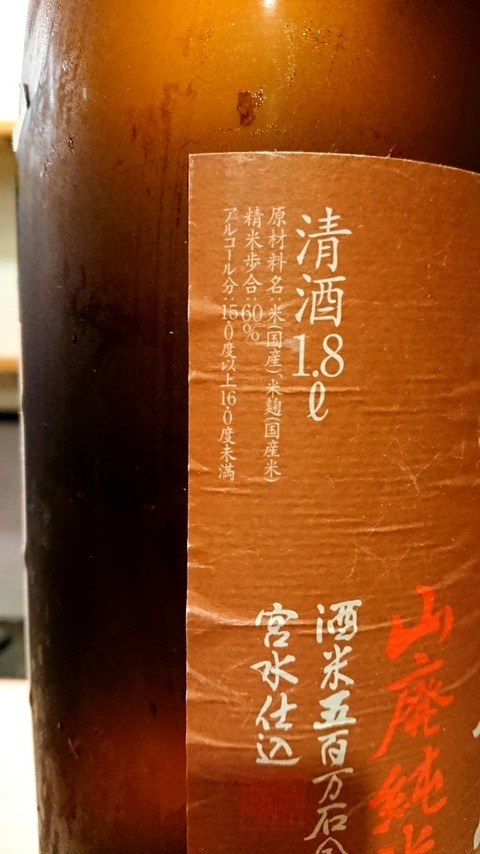 山廃純米
酒米五百万石
宮水仕込
清酒1.8ℓ
原材料名:米(国産)、米麹(国産米)
精米歩合:60%
アルコール分:15.0度以上16.0度未満